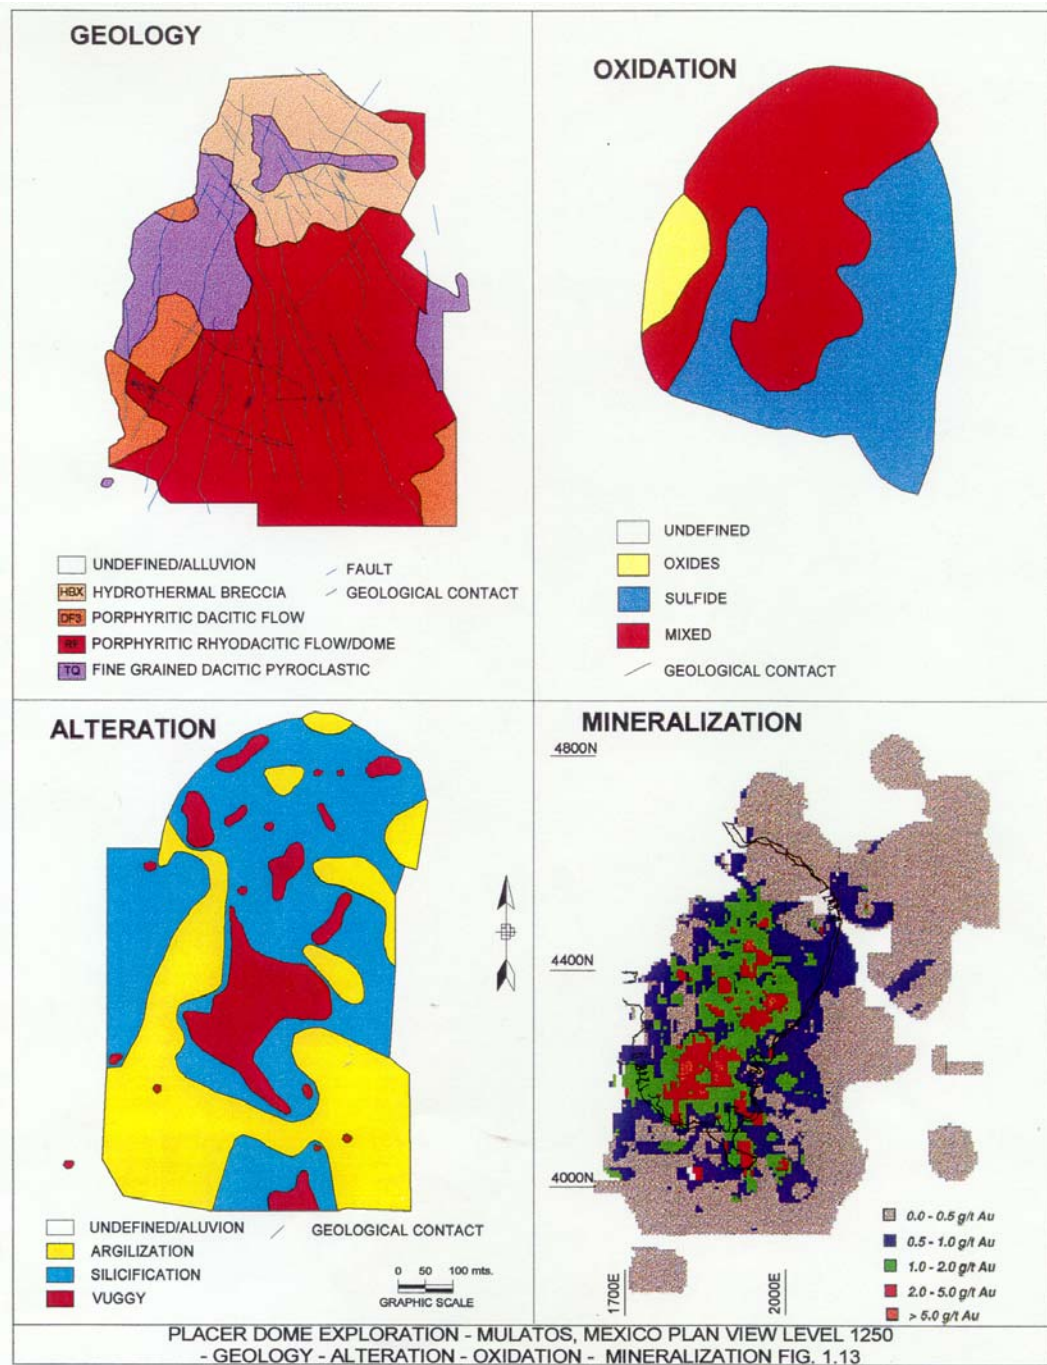 GEOLOGY
UNDEFINED/ALLUVION
HBX HYDROTHERMAL BRECCIA
DF3 PORPHYRITIC DACITIC FLOW
RF PORPHYRITIC RHYODACITIC FLOW/DOME
TQ FINE GRAINED DACITIC PYROCLASTIC
FAULT
GEOLOGICAL CONTACT
OXIDATION
UNDEFINED
OXIDES
SULFIDE
MIXED
GEOLOGICAL CONTACT
ALTERATION
UNDEFINED/ALUVION
GEOLOGICAL CONTACT
ARGILIZATION
SILICIFICATION
VUGGY
0 50 100 mts.
GRAPHIC SCALE
MINERALIZATION
4800N
4400N
4000N
1700E
2000E
0.0 - 0.5 g/t Au
0.5 - 1.0 g/t Au
1.0 - 2.0 g/t Au
2.0 - 5.0 g/t Au
> 5.0 g/t Au
PLACER DOME EXPLORATION - MULATOS, MEXICO PLAN VIEW LEVEL 1250
- GEOLOGY - ALTERATION - OXIDATION - MINERALIZATION FIG. 1.13